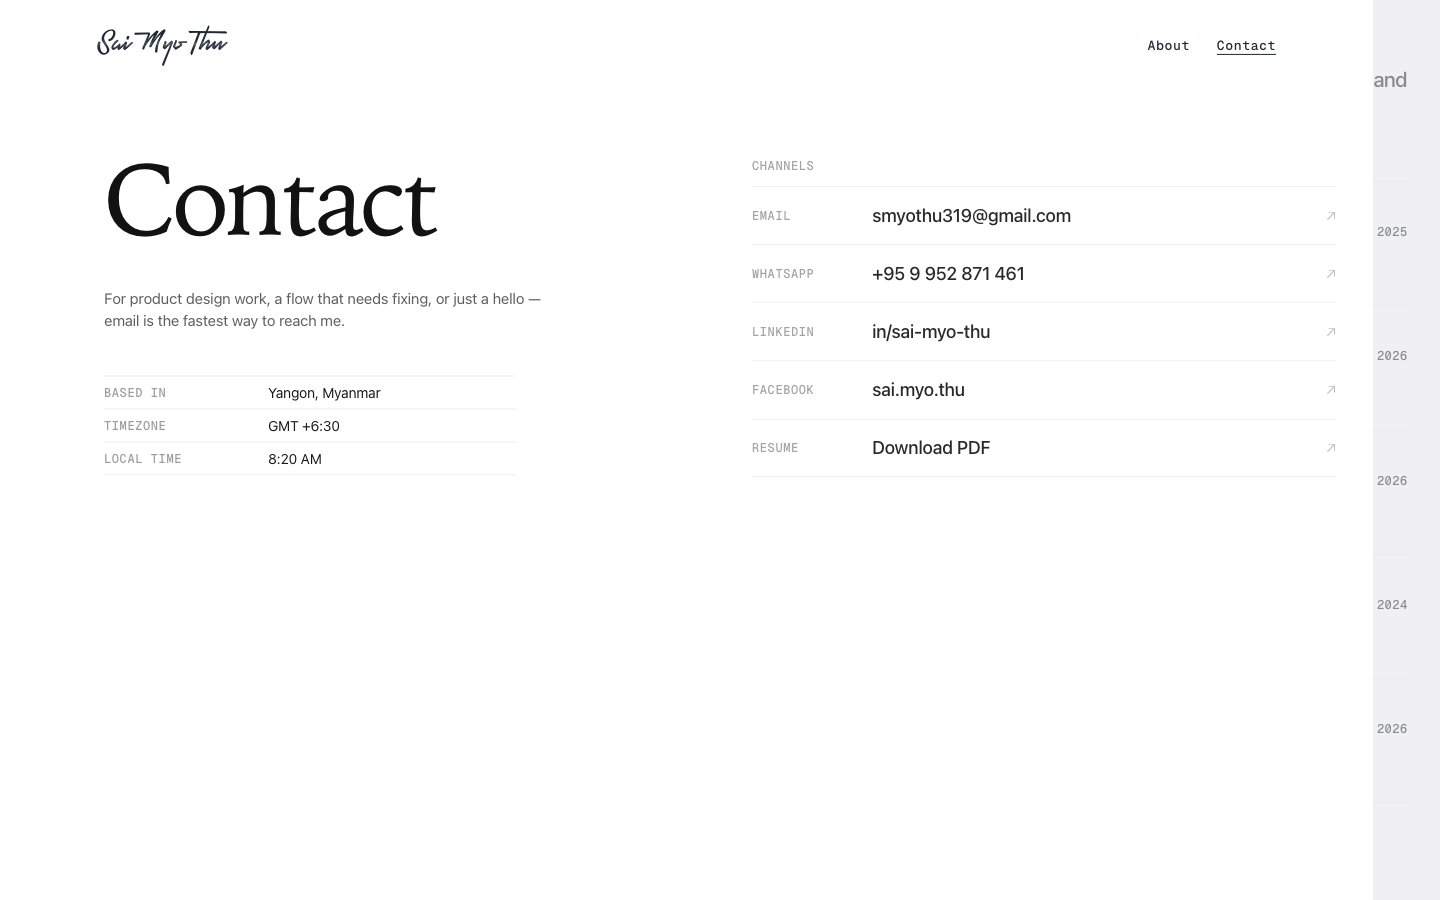 Sai Myo Thu
About
Contact
and
Contact
For product design work, a flow that needs fixing, or just a hello —
email is the fastest way to reach me.
BASED IN Yangon, Myanmar
TIMEZONE GMT +6:30
LOCAL TIME 8:20 AM
CHANNELS
EMAIL smyothu319@gmail.com ↗
WHATSAPP +95 9 952 871 461 ↗
LINKEDIN in/sai-myo-thu ↗
FACEBOOK sai.myo.thu ↗
RESUME Download PDF ↗
2025
2026
2026
2024
2026